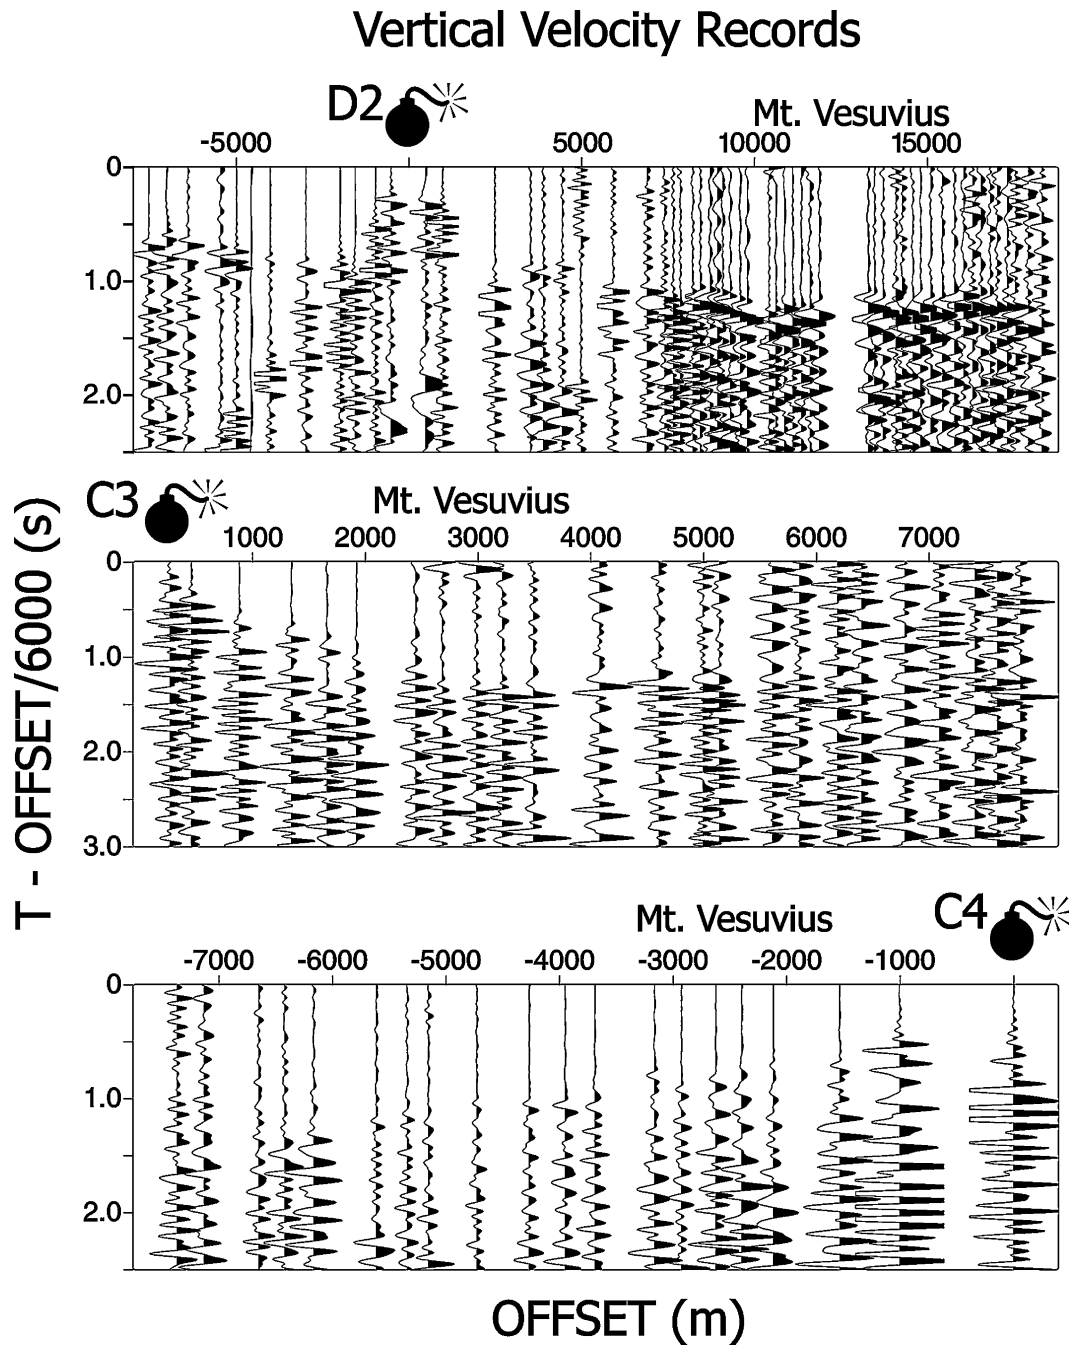 Vertical Velocity Records
D2
Mt. Vesuvius
-5000 5000 10000 15000
0
1.0
2.0
C3
Mt. Vesuvius
1000 2000 3000 4000 5000 6000 7000
0
1.0
2.0
3.0
T - OFFSET/6000 (s)
Mt. Vesuvius
C4
-7000 -6000 -5000 -4000 -3000 -2000 -1000
0
1.0
2.0
OFFSET (m)